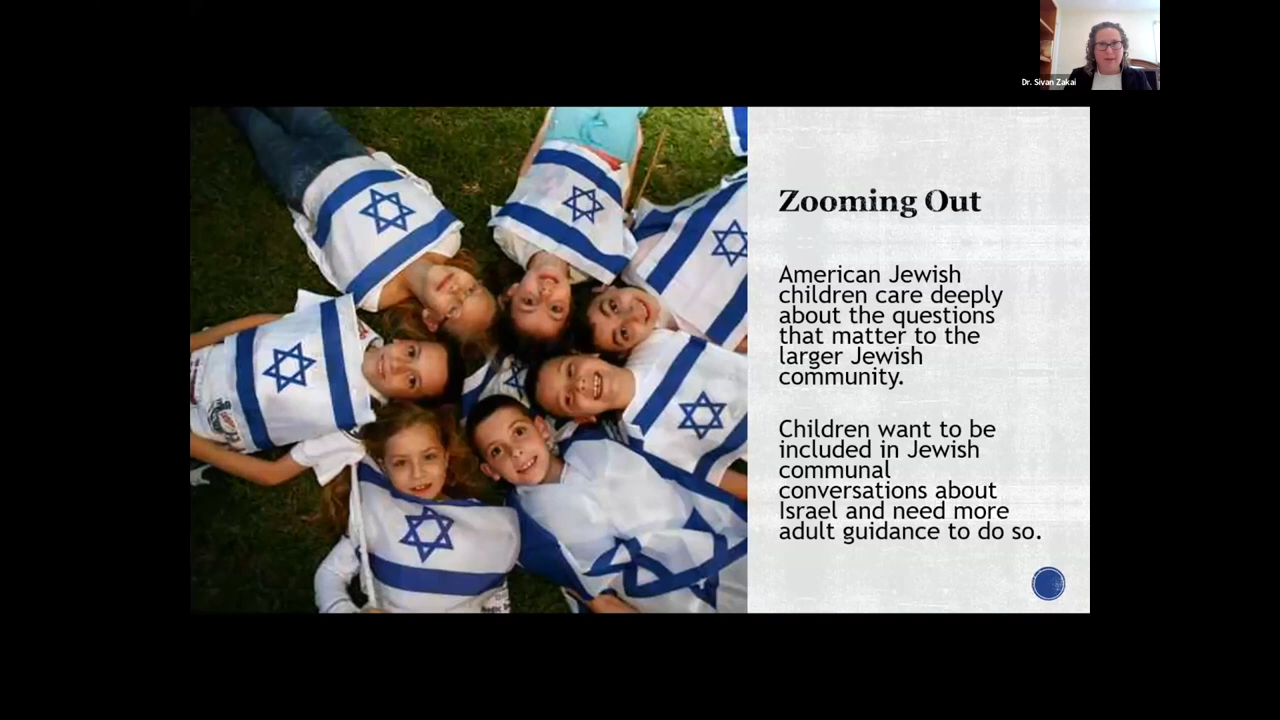 Dr. Sivan Zakai
Zooming Out
American Jewish
children care deeply
about the questions
that matter to the
larger Jewish
community.
Children want to be
included in Jewish
communal
conversations about
Israel and need more
adult guidance to do so.